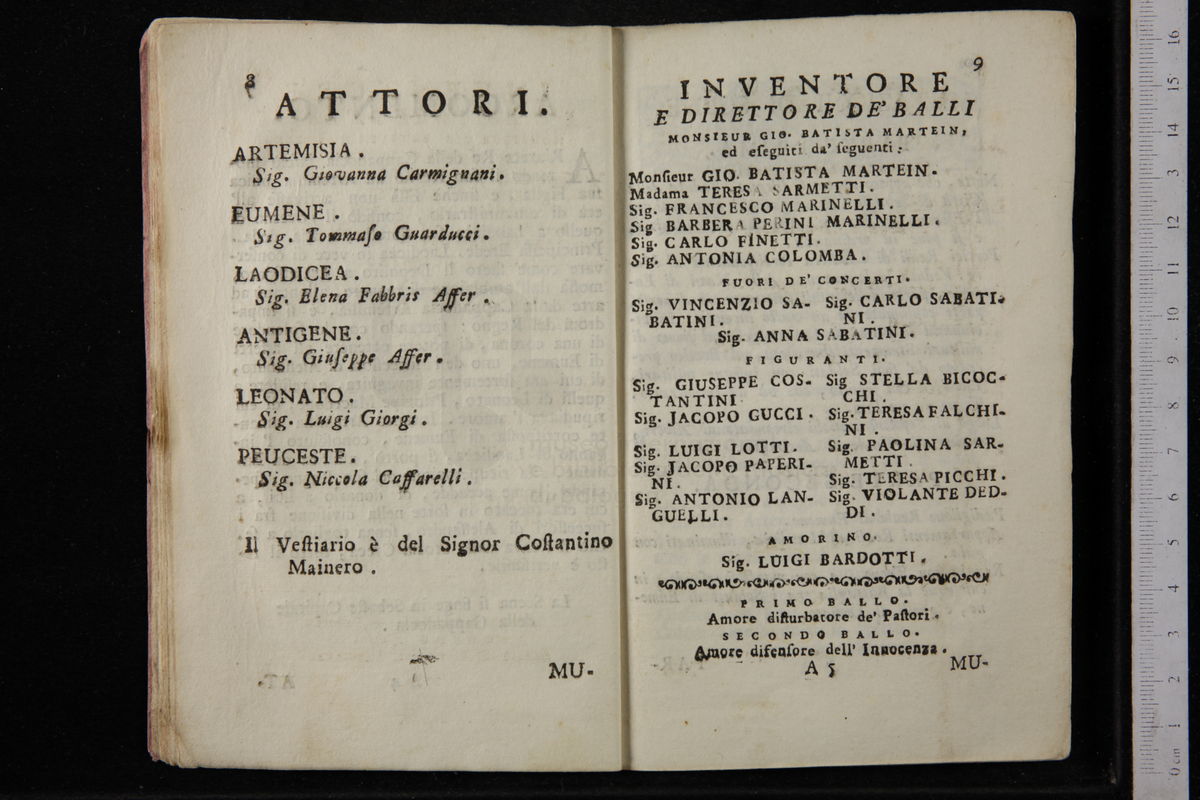 8
ATTORI.
ARTEMISIA.
Sig. Giovanna Carmignani.
EUMENE.
Sig. Tommaſo Guarducci.
LAODICEA.
Sig. Elena Fabbris Affer.
ANTIGENE.
Sig. Giuſeppe Affer.
LEONATO.
Sig. Luigi Giorgi.
PEUCESTE.
Sig. Niccola Caffarelli.
Il Veſtiario è del Signor Coſtantino
Mainero.
MU-
9
INVENTORE
E DIRETTORE DE' BALLI
MONSIEUR GIO. BATISTA MARTEIN,
ed eſeguiti da' ſeguenti:
Monſieur GIO. BATISTA MARTEIN.
Madama TERESA SARMETTI.
Sig. FRANCESCO MARINELLI.
Sig BARBERA PERINI MARINELLI.
Sig. CARLO FINETTI.
Sig. ANTONIA COLOMBA.
FUORI DE' CONCERTI.
Sig. VINCENZIO SA-
BATINI.
Sig. CARLO SABATI-
NI.
Sig. ANNA SABATINI.
FIGURANTI.
Sig. GIUSEPPE COS-
TANTINI
Sig. JACOPO GUCCI.
Sig. LUIGI LOTTI.
Sig. JACOPO PAPERI-
NI.
Sig. ANTONIO LAN-
GUELLI.
Sig STELLA BICOC-
CHI.
Sig. TERESA FALCHI-
NI.
Sig. PAOLINA SAR-
METTI.
Sig. TERESA PICCHI.
Sig. VIOLANTE DED-
DI.
AMORINO.
Sig. LUIGI BARDOTTI.
PRIMO BALLO.
Amore diſturbatore de' Paſtori.
SECONDO BALLO.
Amore difenſore dell' Innocenza.
A 5
MU-